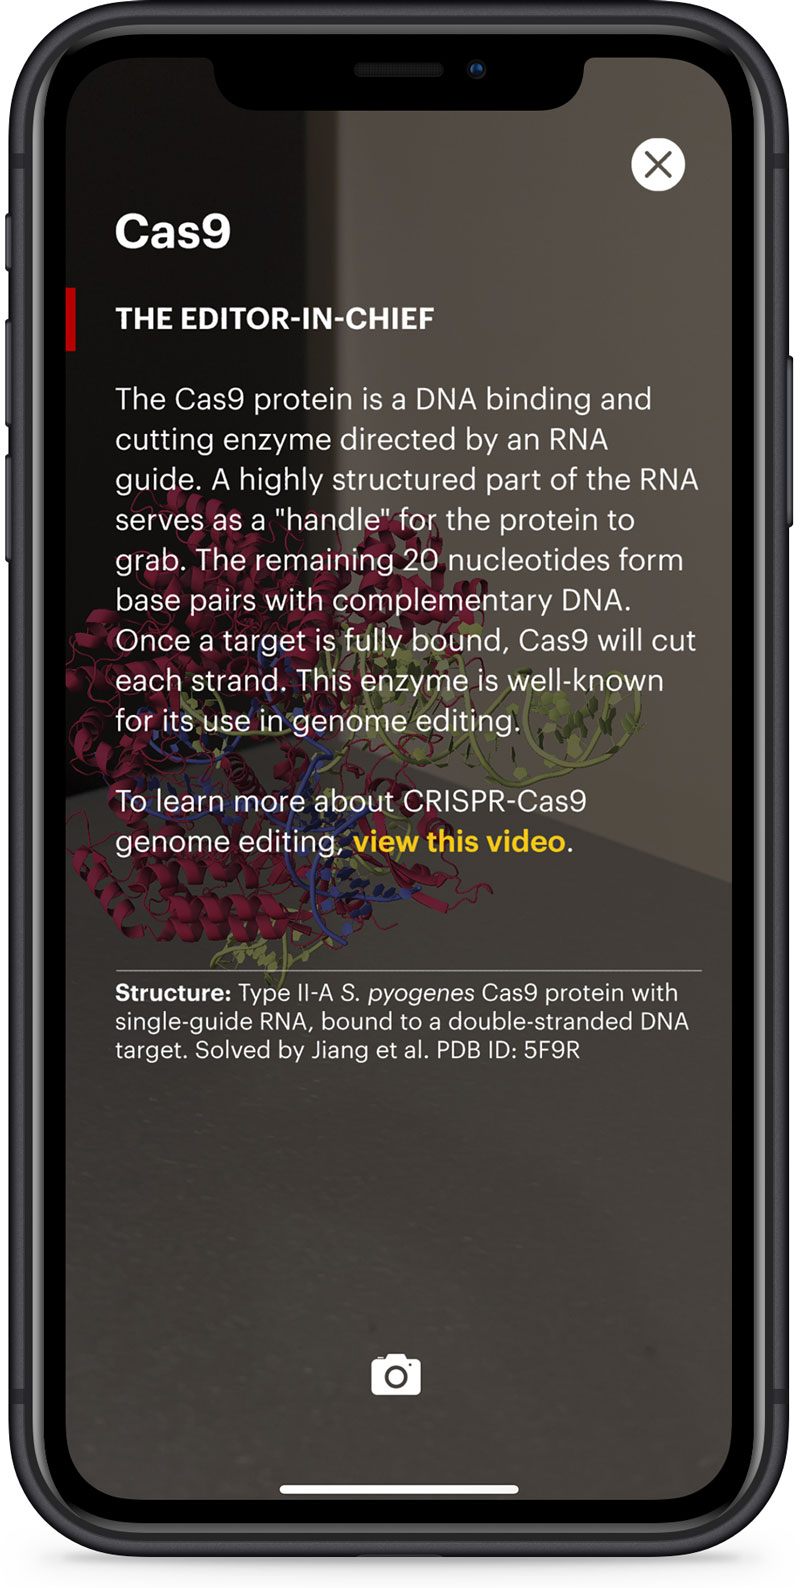 Cas9
THE EDITOR-IN-CHIEF
The Cas9 protein is a DNA binding and
cutting enzyme directed by an RNA
guide. A highly structured part of the RNA
serves as a "handle" for the protein to
grab. The remaining 20 nucleotides form
base pairs with complementary DNA.
Once a target is fully bound, Cas9 will cut
each strand. This enzyme is well-known
for its use in genome editing.
To learn more about CRISPR-Cas9
genome editing, view this video.
Structure: Type II-A S. pyogenes Cas9 protein with
single-guide RNA, bound to a double-stranded DNA
target. Solved by Jiang et al. PDB ID: 5F9R